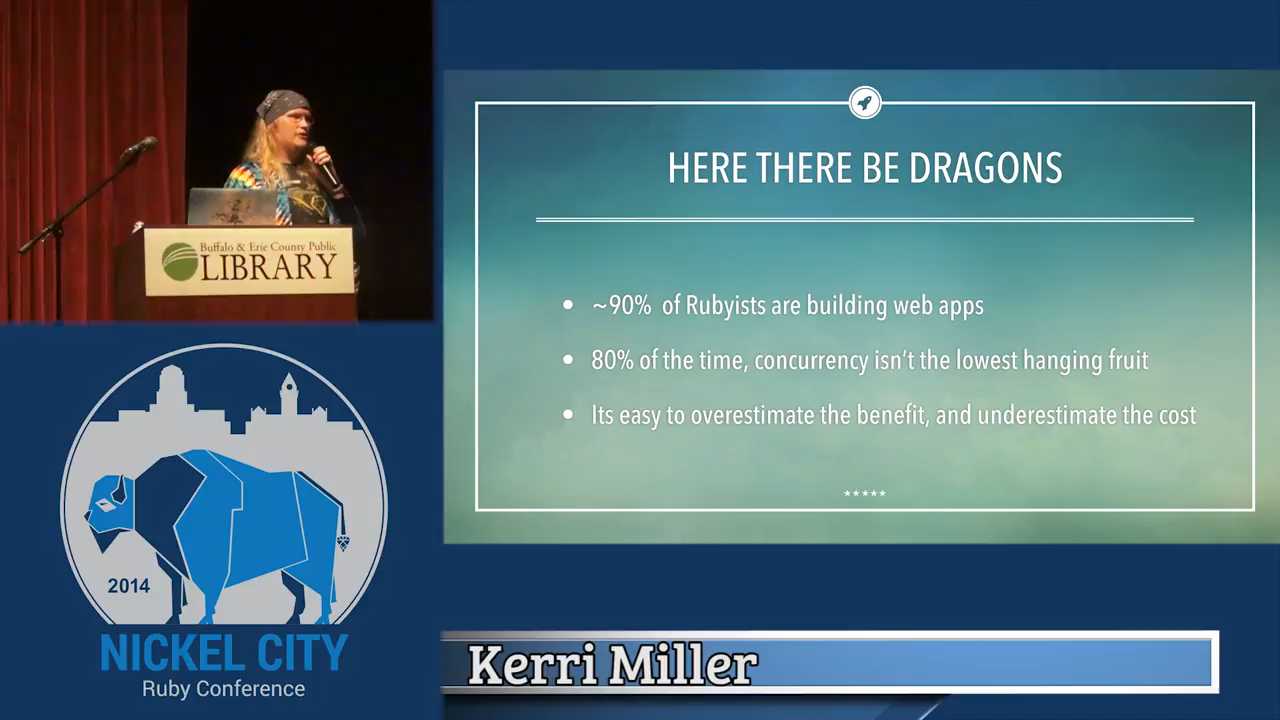 Buffalo & Erie County Public
LIBRARY
HERE THERE BE DRAGONS
• ~90% of Rubyists are building web apps
• 80% of the time, concurrency isn't the lowest hanging fruit
• Its easy to overestimate the benefit, and underestimate the cost
2014
NICKEL CITY
Ruby Conference
Kerri Miller